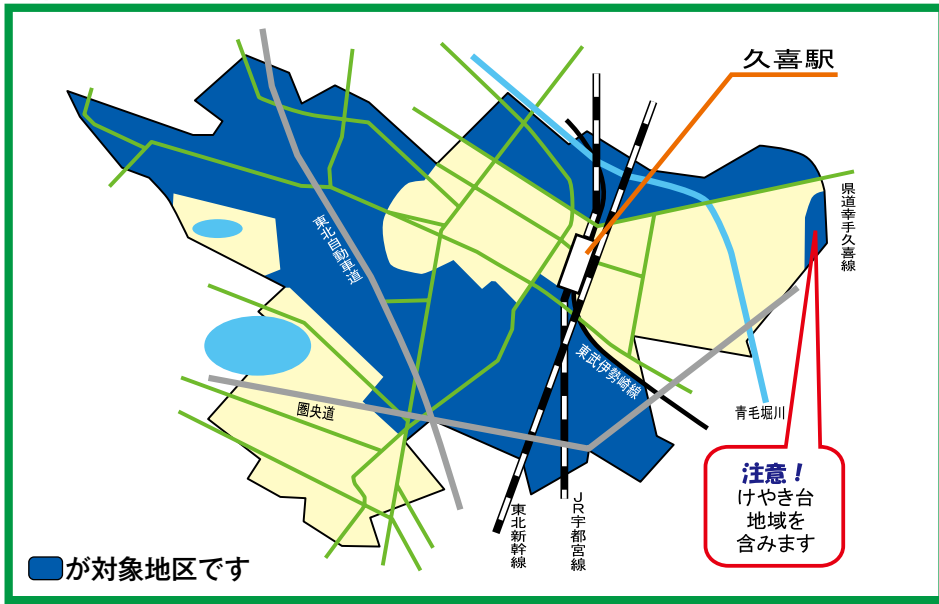 久喜駅
県道幸手久喜線
東北自動車道
東武伊勢崎線
圏央道
青毛堀川
注意！
けやき台
地域を
含みます
東北新幹線
JR宇都宮線
が対象地区です